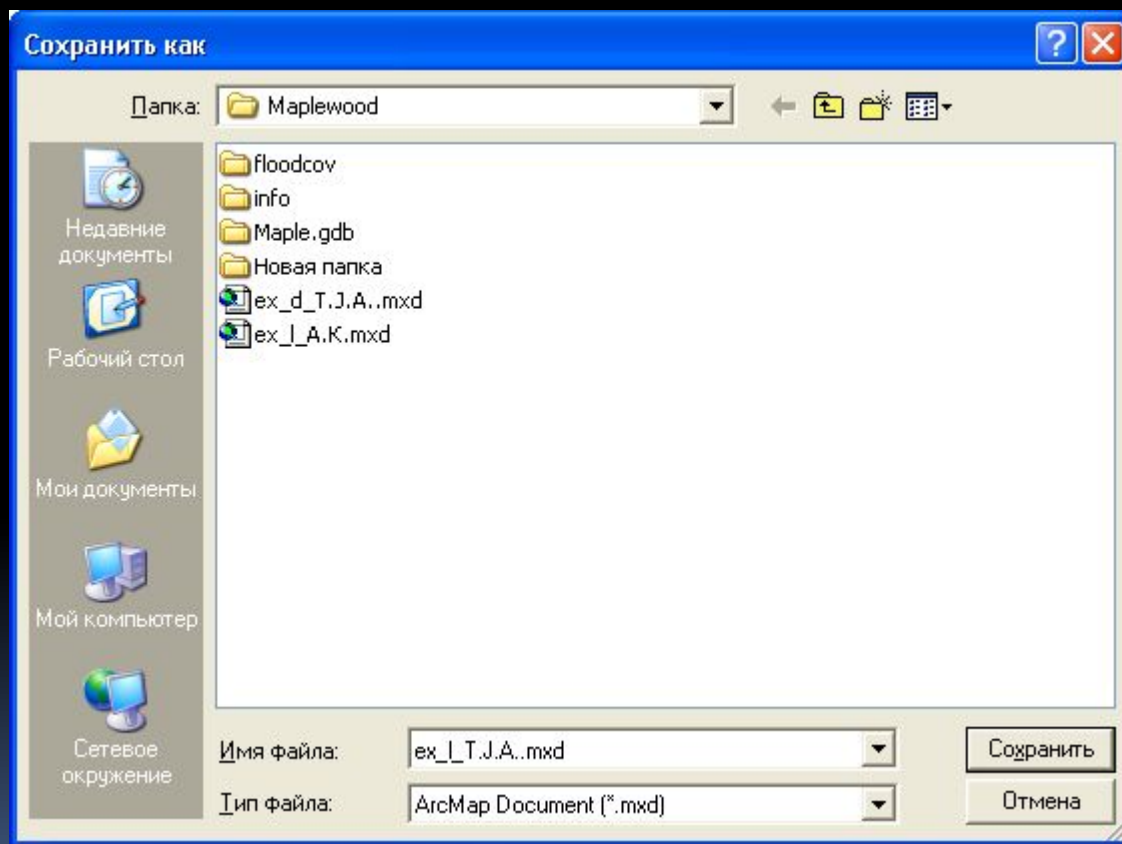 Сохранить как
Папка:
Maplewood
floodcov
info
Maple.gdb
Новая папка
ex_d_T.J.A..mxd
ex_l_A.K.mxd
Недавние
документы
Рабочий стол
Мои документы
Мой компьютер
Сетевое
окружение
Имя файла:
ex_l_T.J.A..mxd
Сохранить
Тип файла:
ArcMap Document (*.mxd)
Отмена